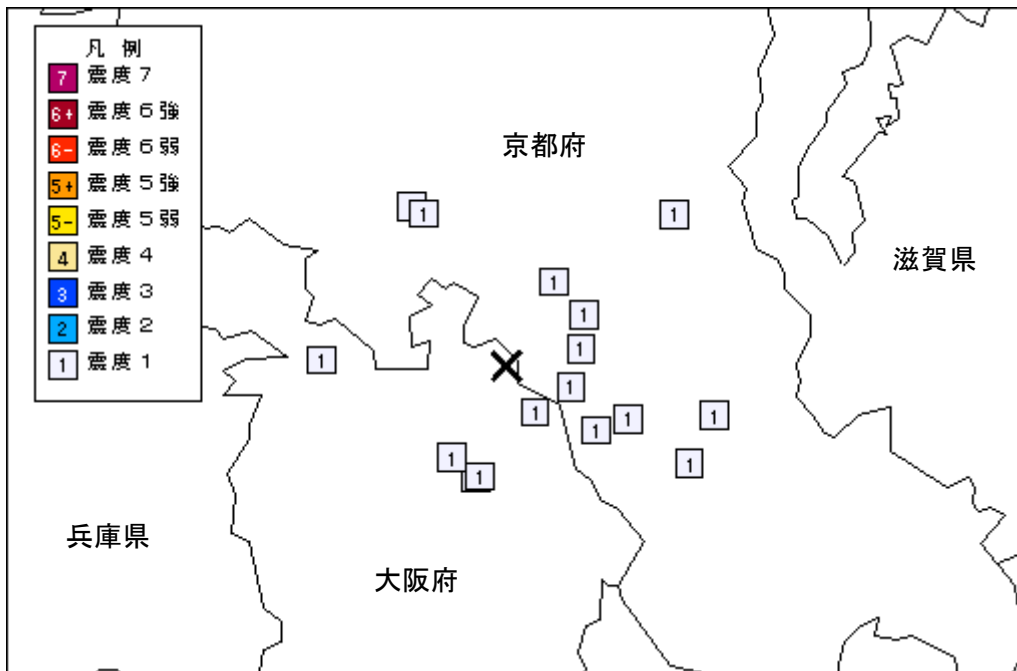 凡 例
7 震度７
6+ 震度６強
6- 震度６弱
5+ 震度５強
5- 震度５弱
4 震度４
3 震度３
2 震度２
1 震度１
京都府
1
1
滋賀県
1
1
1
1
1
1
1
1
1
1
1
1
兵庫県
大阪府